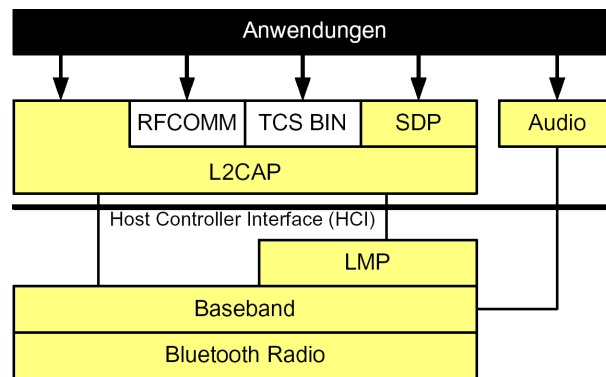 Anwendungen
RFCOMM TCS BIN SDP Audio
L2CAP
Host Controller Interface (HCI)
LMP
Baseband
Bluetooth Radio